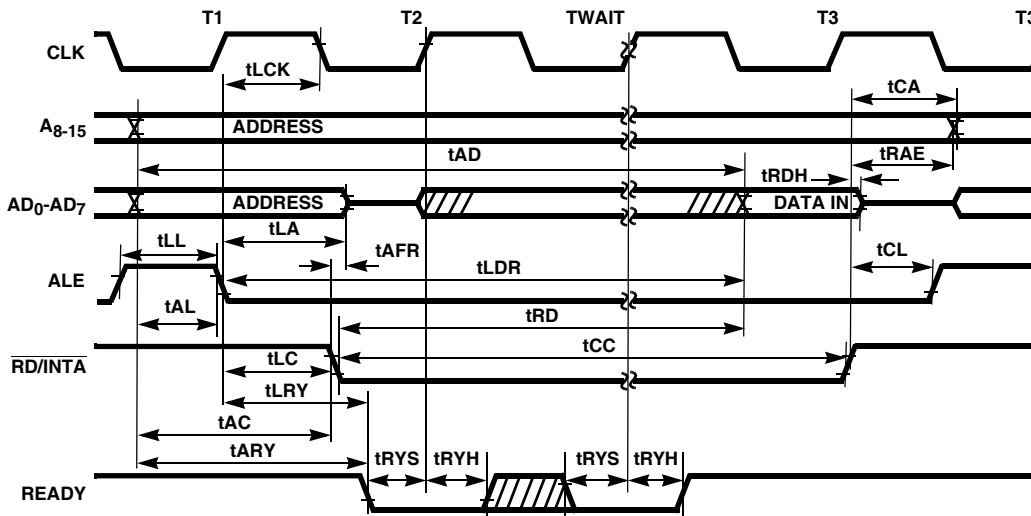 T1 T2 TWAIT T3 T3
CLK
tLCK
tCA
A8-15
ADDRESS
tAD
tRAE
tRDH
AD0-AD7
ADDRESS
DATA IN
tLL
tLA
tAFR
tCL
tLDR
ALE
tAL
tRD
RD/INTA
tCC
tLC
tLRY
tAC
tARY
tRYS tRYH tRYS tRYH
READY